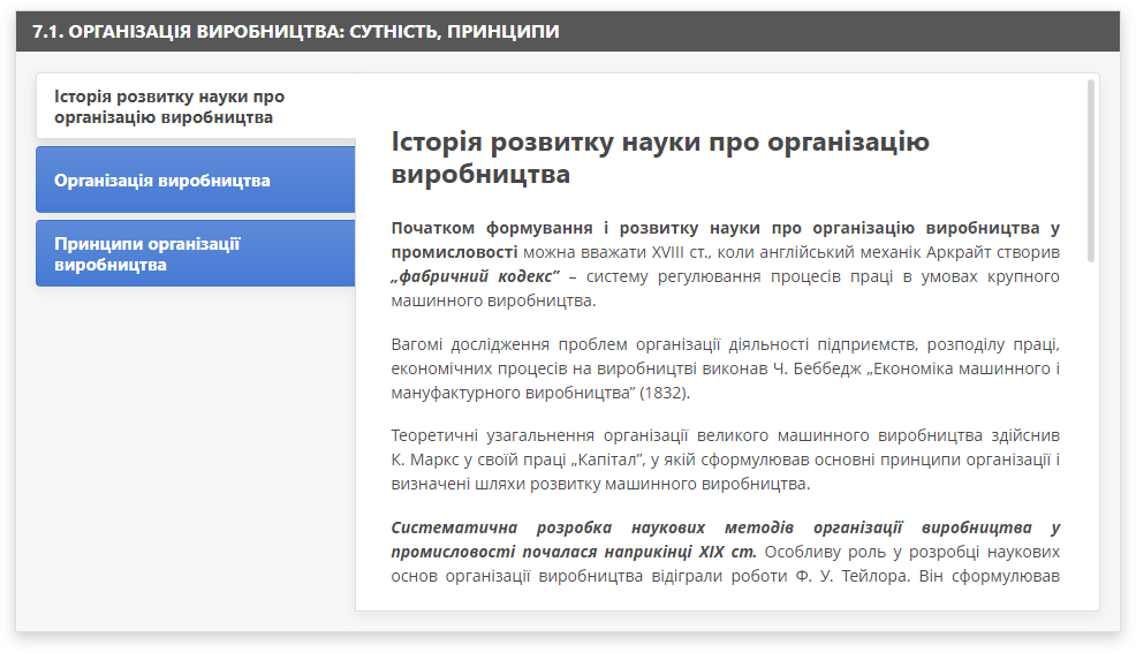 7.1. ОРГАНІЗАЦІЯ ВИРОБНИЦТВА: СУТНІСТЬ, ПРИНЦИПИ
Історія розвитку науки про
організацію виробництва
Організація виробництва
Принципи організації
виробництва
Історія розвитку науки про організацію
виробництва
Початком формування і розвитку науки про організацію виробництва у
промисловості можна вважати XVIII ст., коли англійський механік Аркрайт створив
„фабричний кодекс” – систему регулювання процесів праці в умовах крупного
машинного виробництва.
Вагомі дослідження проблем організації діяльності підприємств, розподілу праці,
економічних процесів на виробництві виконав Ч. Беббедж „Економіка машинного і
мануфактурного виробництва” (1832).
Теоретичні узагальнення організації великого машинного виробництва здійснив
К. Маркс у своїй праці „Капітал”, у якій сформулював основні принципи організації і
визначені шляхи розвитку машинного виробництва.
Систематична розробка наукових методів організації виробництва у
промисловості почалася наприкінці XIX ст. Особливу роль у розробці наукових
основ організації виробництва відіграли роботи Ф. У. Тейлора. Він сформулював